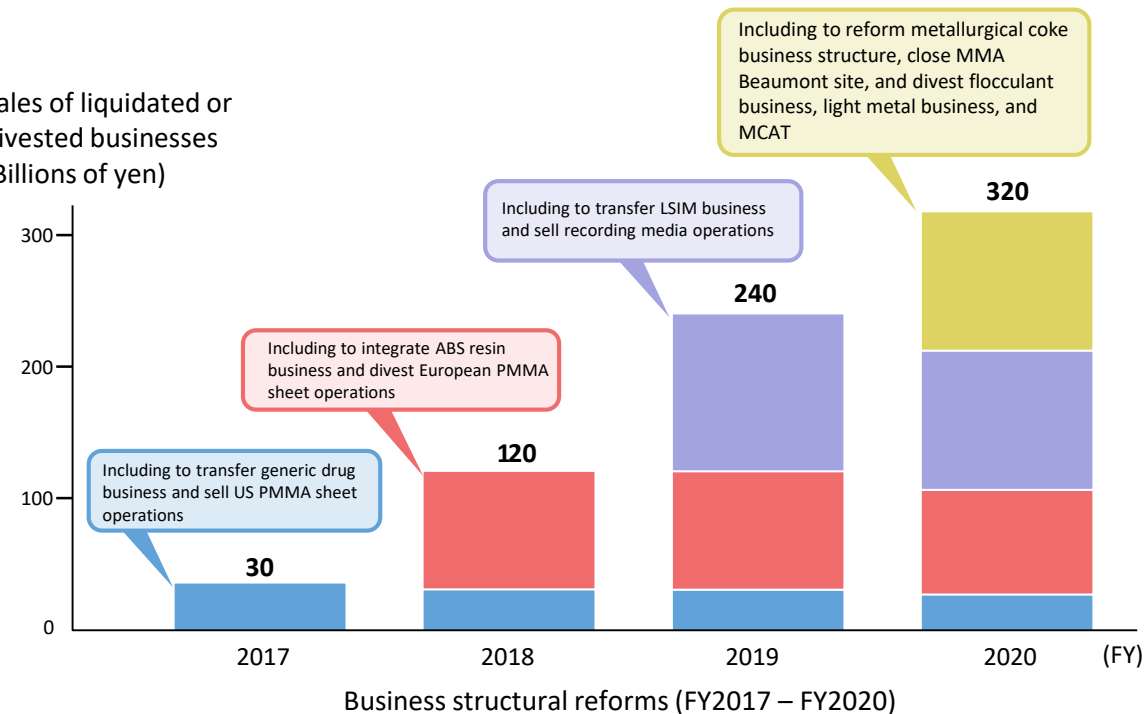 Including to reform metallurgical coke
business structure, close MMA
Beaumont site, and divest flocculant
business, light metal business, and
MCAT
ales of liquidated or
ivested businesses
Billions of yen)
320
Including to transfer LSIM business
and sell recording media operations
300
240
Including to integrate ABS resin
business and divest European PMMA
sheet operations
200
120
Including to transfer generic drug
business and sell US PMMA sheet
operations
100
30
0
2017 2018 2019 2020 (FY)
Business structural reforms (FY2017 – FY2020)